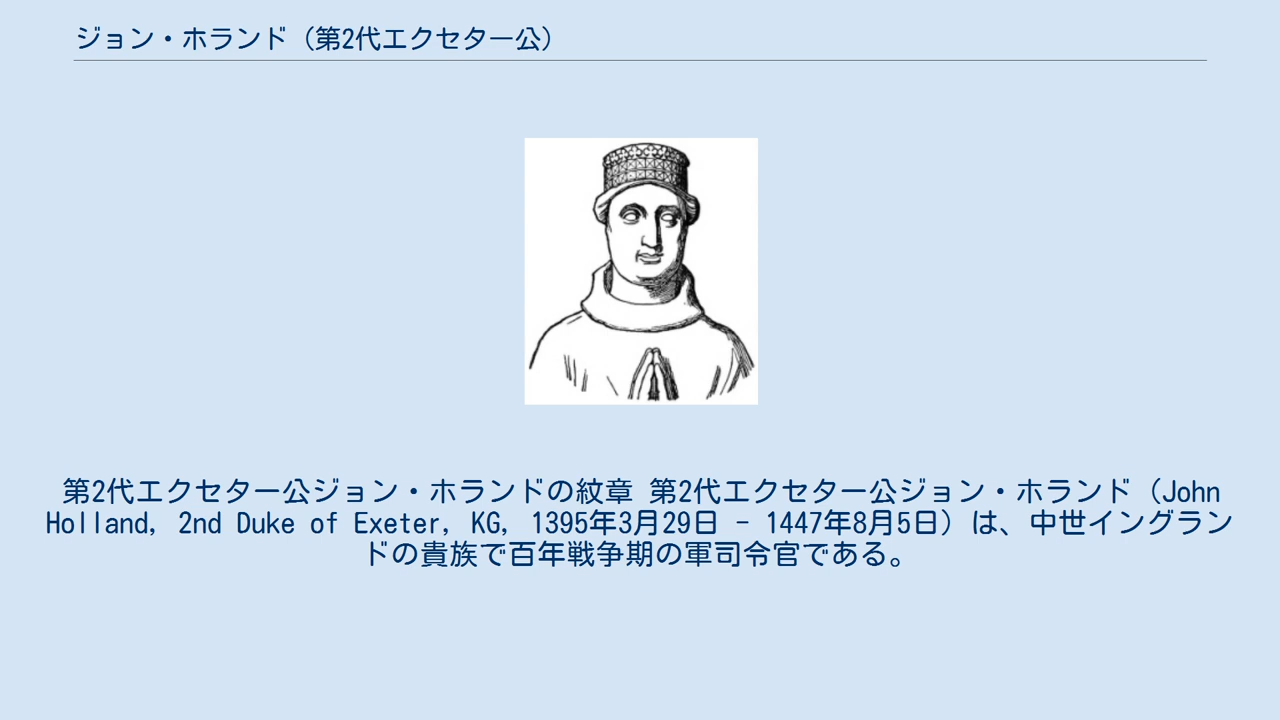 ジョン・ホランド（第2代エクセター公）
第2代エクセター公ジョン・ホランドの紋章 第2代エクセター公ジョン・ホランド（John
Holland, 2nd Duke of Exeter, KG, 1395年3月29日 - 1447年8月5日）は、中世イングラン
ドの貴族で百年戦争期の軍司令官である。